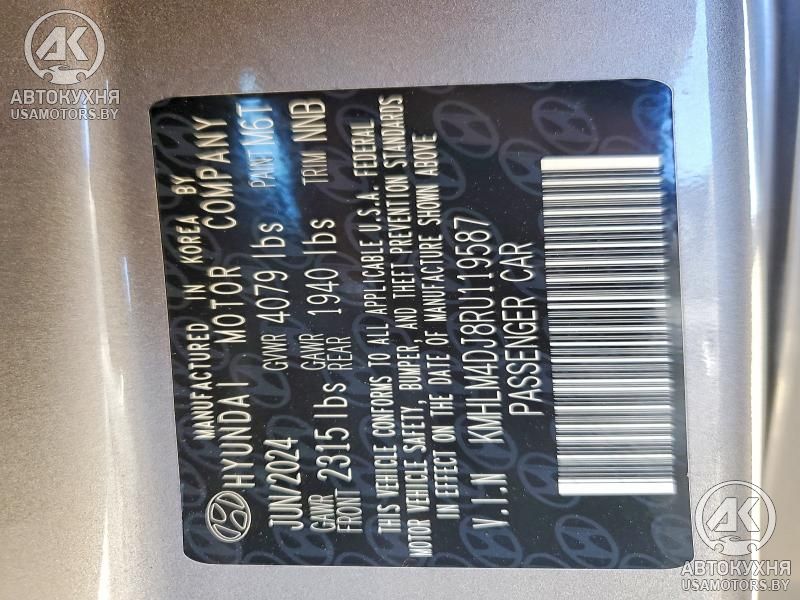 MANUFACTURED IN KOREA BY
HYUNDAI MOTOR COMPANY
JUN/2024 GVWR 4079 lbs PAINT M6T
GAWR FRONT 2315 lbs GAWR REAR 1940 lbs TRIM NNB
THIS VEHICLE CONFORMS TO ALL APPLICABLE U.S.A. FEDERAL
MOTOR VEHICLE SAFETY, BUMPER AND THEFT PREVENTION STANDARDS
IN EFFECT ON THE DATE OF MANUFACTURE SHOWN ABOVE
V.I.N KMHLM4DJ8RU119587
PASSENGER CAR
АК
АВТОКУХНЯ
USAMOTORS.BY
АК
АВТОКУХНЯ
USAMOTORS.BY